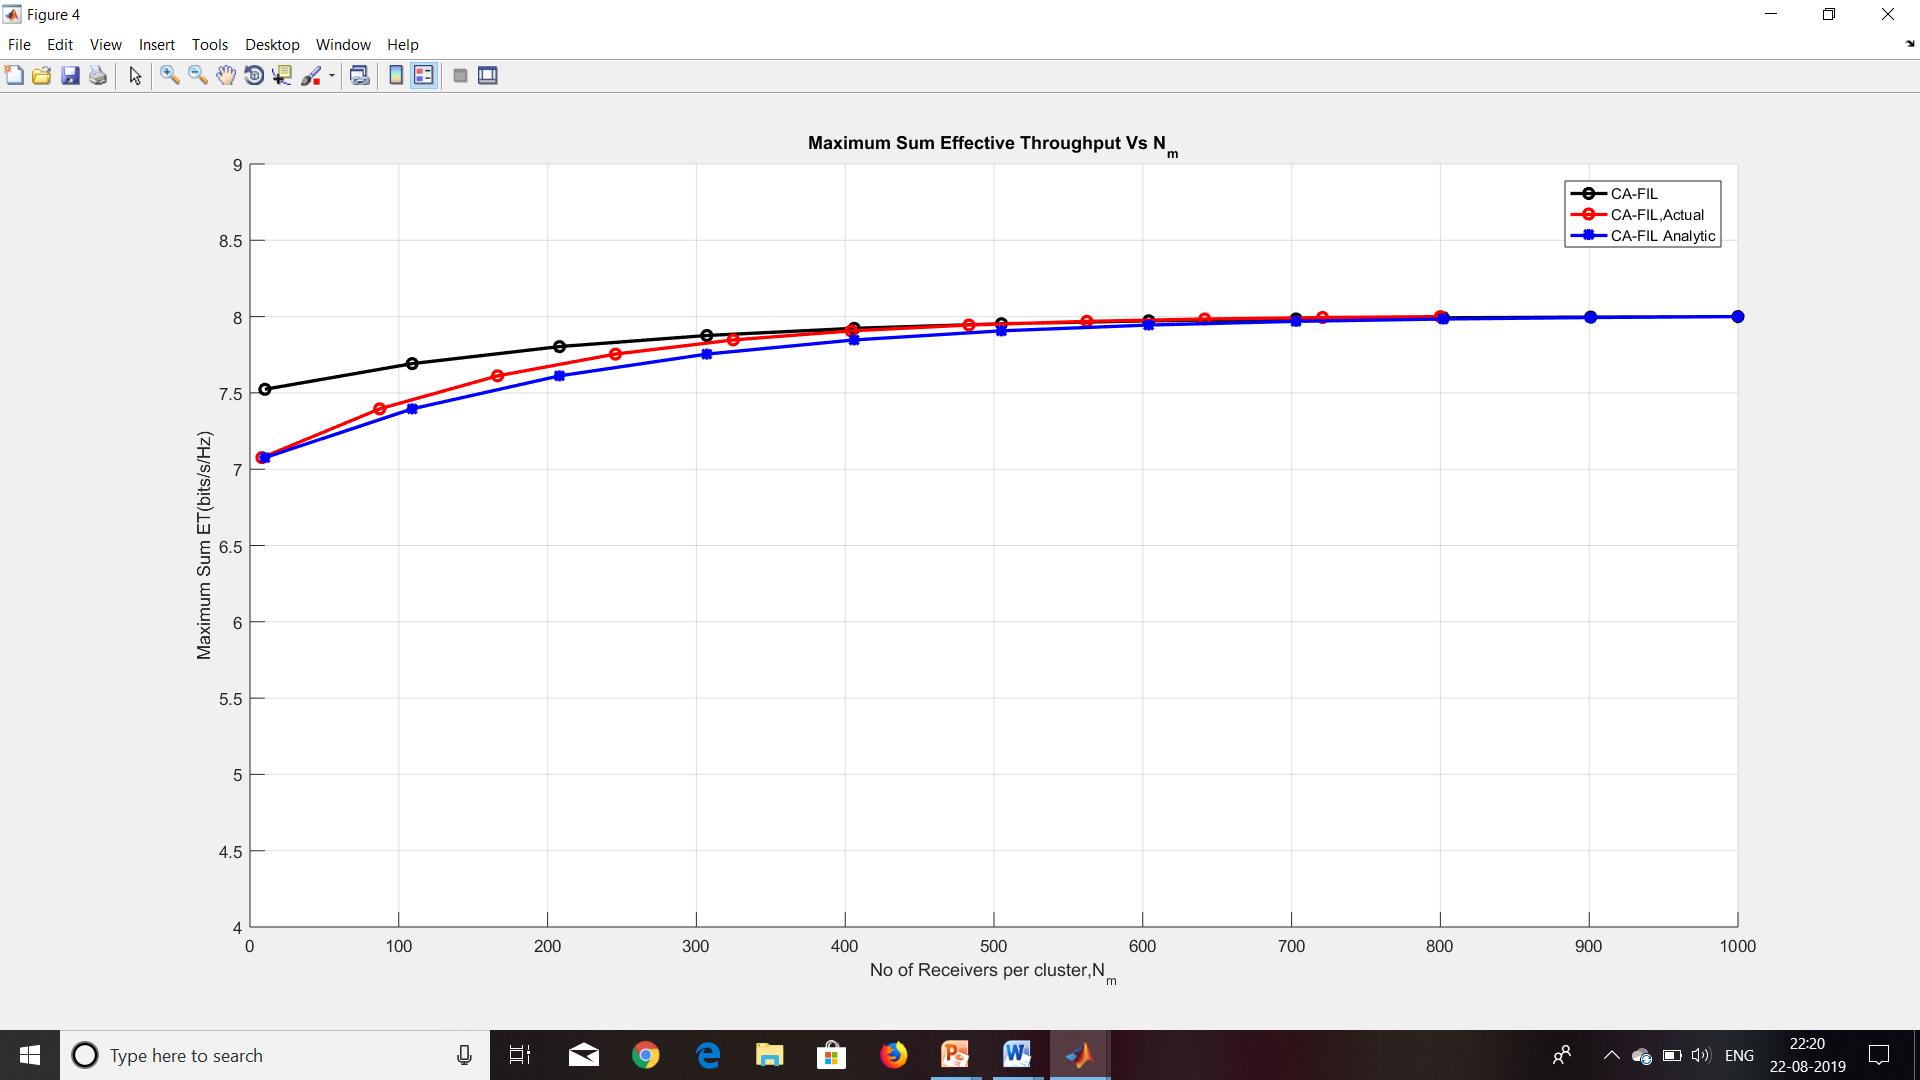 Figure 4
File Edit View Insert Tools Desktop Window Help
Maximum Sum Effective Throughput Vs Nm
9
8.5
8
7.5
7
6.5
6
5.5
5
4.5
4
Maximum Sum ET(bits/s/Hz)
CA-FIL
CA-FIL,Actual
CA-FIL Analytic
0 100 200 300 400 500 600 700 800 900 1000
No of Receivers per cluster,Nm
Type here to search
ENG
22:20
22-08-2019